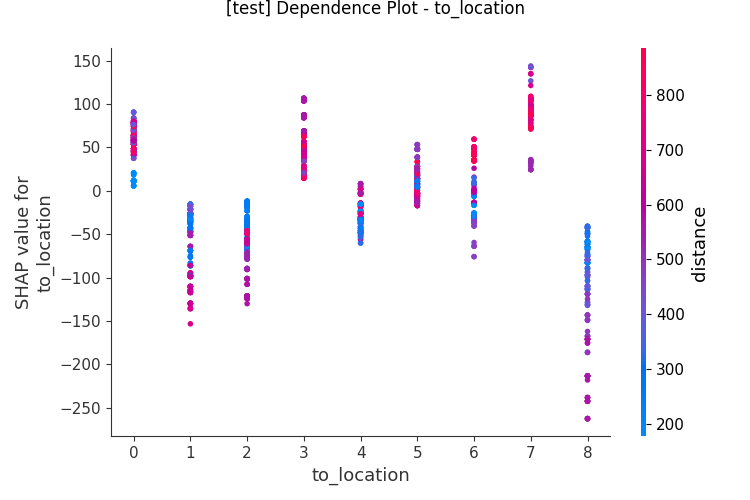 [test] Dependence Plot - to_location
SHAP value for
to_location
150
100
50
0
−50
−100
−150
−200
−250
0 1 2 3 4 5 6 7 8
to_location
800
700
600
500
400
300
200
distance